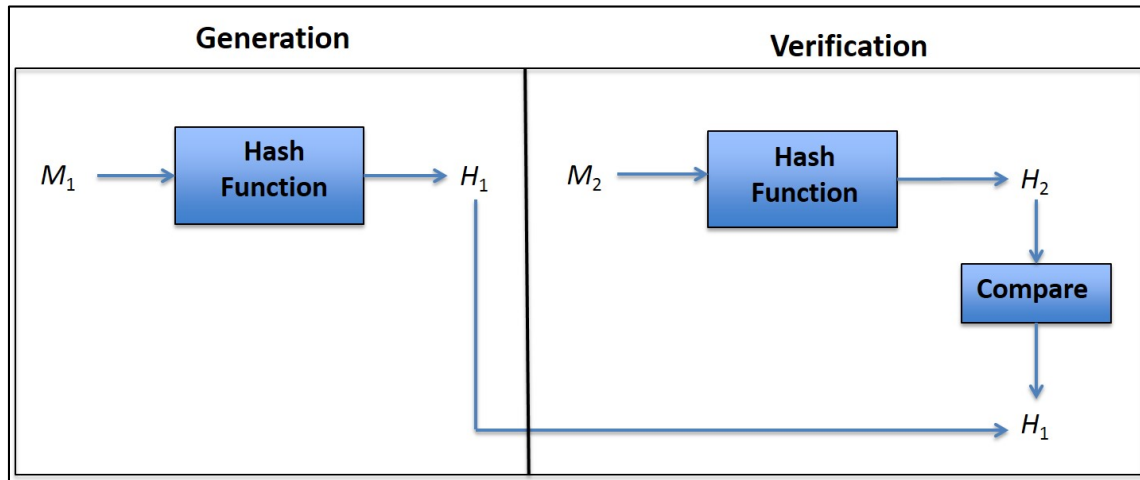 Generation
Verification
M₁
Hash
Function
H₁
M₂
Hash
Function
H₂
Compare
H₁